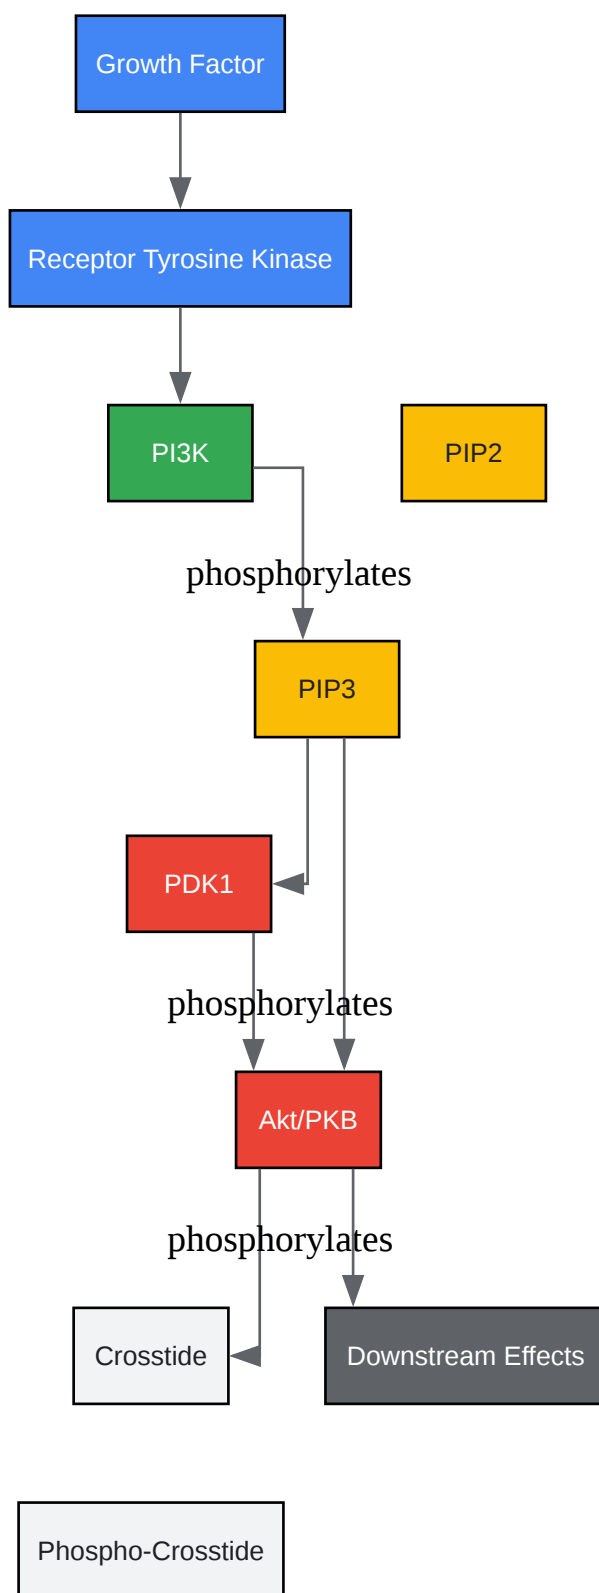 Growth Factor
Receptor Tyrosine Kinase
PI3K
PIP2
phosphorylates
PIP3
PDK1
phosphorylates
Akt/PKB
phosphorylates
Crosstide
Downstream Effects
Phospho-Crosstide